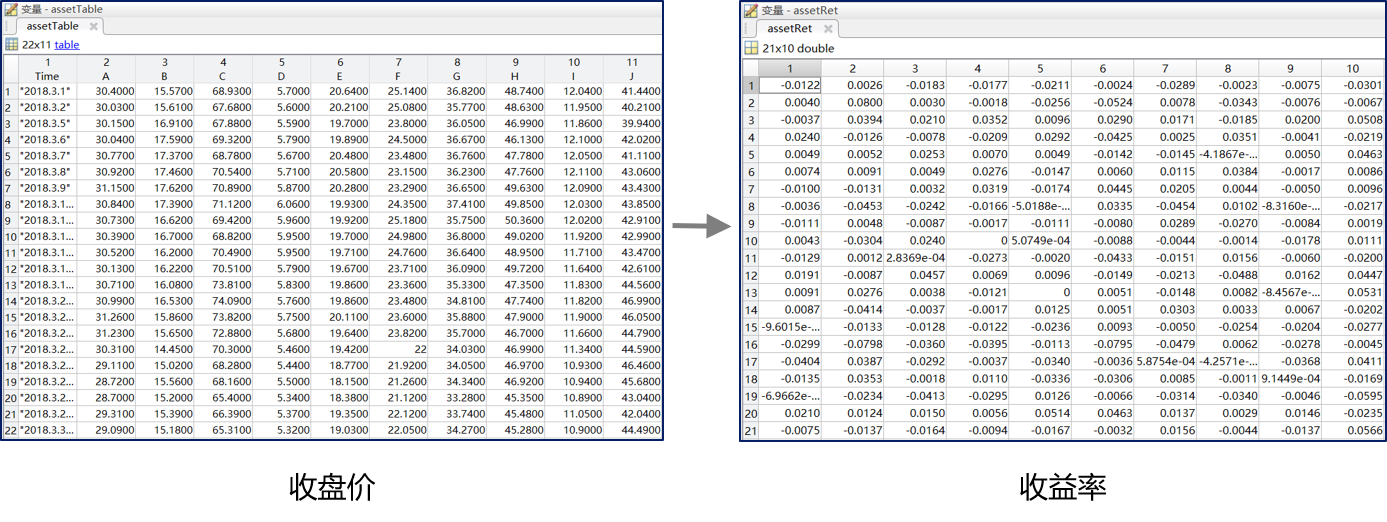 变量 - assetTable
assetTable
22x11 table
1 2 3 4 5 6 7 8 9 10 11
Time A B C D E F G H I J
1 "2018.3.1" 30.4000 15.5700 68.9300 5.7000 20.6400 25.1400 36.8200 48.7400 12.0400 41.4400
2 "2018.3.2" 30.0300 15.6100 67.6800 5.6000 20.2100 25.0800 35.7700 48.6300 11.9500 40.2100
3 "2018.3.5" 30.1500 16.9100 67.8800 5.5900 19.7000 23.8000 36.0500 46.9900 11.8600 39.9400
4 "2018.3.6" 30.0400 17.5900 69.3200 5.7900 19.8900 24.5000 36.6700 46.1300 12.1000 42.0200
5 "2018.3.7" 30.7700 17.3700 68.7800 5.6700 20.4800 23.4800 36.7600 47.7800 12.0500 41.1100
6 "2018.3.8" 30.9200 17.4600 70.5400 5.7100 20.5800 23.1500 36.2300 47.7600 12.1100 43.0600
7 "2018.3.9" 31.1500 17.6200 70.8900 5.8700 20.2800 23.2900 36.6500 49.6300 12.0900 43.4300
8 "2018.3.1... 30.8400 17.3900 71.1200 6.0600 19.9300 24.3500 37.4100 49.8500 12.0300 43.8500
9 "2018.3.1... 30.7300 16.6200 69.4200 5.9600 19.9200 25.1800 35.7500 50.3600 12.0200 42.9100
10 "2018.3.1... 30.3900 16.7000 68.8200 5.9500 19.7000 24.9800 36.8000 49.0200 11.9200 42.9900
11 "2018.3.1... 30.5200 16.2000 70.4900 5.9500 19.7100 24.7600 36.6400 48.9500 11.7100 43.4700
12 "2018.3.1... 30.1300 16.2200 70.5100 5.7900 19.6700 23.7100 36.0900 49.7200 11.6400 42.6100
13 "2018.3.1... 30.7100 16.0800 73.8100 5.8300 19.8600 23.3600 35.3300 47.3500 11.8300 44.5600
14 "2018.3.2... 30.9900 16.5300 74.0900 5.7600 19.8600 23.4800 34.8100 47.7400 11.8200 46.9900
15 "2018.3.2... 31.2600 15.8600 73.8200 5.7500 20.1100 23.6000 35.8800 47.9000 11.9000 46.0500
16 "2018.3.2... 31.2300 15.6500 72.8800 5.6800 19.6400 23.8200 35.7000 46.7000 11.6600 44.7900
17 "2018.3.2... 30.3100 14.4500 70.3000 5.4600 19.4200 22 34.0300 46.9900 11.3400 44.5900
18 "2018.3.2... 29.1100 15.0200 68.2800 5.4400 18.7700 21.9200 34.0500 46.9700 10.9300 46.4600
19 "2018.3.2... 28.7200 15.5600 68.1600 5.5000 18.1500 21.2600 34.3400 46.9200 10.9400 45.6800
20 "2018.3.2... 28.7000 15.2000 65.4000 5.3400 18.3800 21.1200 33.2800 45.3500 10.8900 43.0400
21 "2018.3.2... 29.3100 15.3900 66.3900 5.3700 19.3500 22.1200 33.7400 45.4800 11.0500 42.0400
22 "2018.3.3... 29.0900 15.1800 65.3100 5.3200 19.0300 22.0500 34.2700 45.2800 10.9000 44.4900
收盘价
变量 - assetRet
assetRet
21x10 double
1 2 3 4 5 6 7 8 9 10
1 -0.0122 0.0026 -0.0183 -0.0177 -0.0211 -0.0024 -0.0289 -0.0023 -0.0075 -0.0301
2 0.0040 0.0800 0.0030 -0.0018 -0.0256 -0.0524 0.0078 -0.0343 -0.0076 -0.0067
3 -0.0037 0.0394 0.0210 0.0352 0.0096 0.0290 0.0171 -0.0185 0.0200 0.0508
4 0.0240 -0.0126 -0.0078 -0.0209 0.0292 -0.0425 0.0025 0.0351 -0.0041 -0.0219
5 0.0049 0.0052 0.0253 0.0070 0.0049 -0.0142 -0.0145 -4.1867e-... 0.0050 0.0463
6 0.0074 0.0091 0.0049 0.0276 -0.0147 0.0060 0.0115 0.0384 -0.0017 0.0086
7 -0.0100 -0.0131 0.0032 0.0319 -0.0174 0.0445 0.0205 0.0044 -0.0050 0.0096
8 -0.0036 -0.0453 -0.0242 -0.0166 -5.0188e-... 0.0335 -0.0454 0.0102 -8.3160e-... -0.0217
9 -0.0111 0.0048 -0.0087 -0.0017 -0.0111 -0.0080 0.0289 -0.0270 -0.0084 0.0019
10 0.0043 -0.0304 0.0240 0 5.0749e-04 -0.0088 -0.0044 -0.0014 -0.0178 0.0111
11 -0.0129 0.0012 2.8369e-04 -0.0273 -0.0020 -0.0433 -0.0151 0.0156 -0.0060 -0.0200
12 0.0191 -0.0087 0.0457 0.0069 0.0096 -0.0149 -0.0213 -0.0488 0.0162 0.0447
13 0.0091 0.0276 0.0038 -0.0121 0 0.0051 -0.0148 0.0082 -8.4567e-... 0.0531
14 0.0087 -0.0414 -0.0037 -0.0017 0.0125 0.0051 0.0303 0.0033 0.0067 -0.0202
15 -9.6015e-... -0.0133 -0.0128 -0.0122 -0.0236 0.0093 -0.0050 -0.0254 -0.0204 -0.0277
16 -0.0299 -0.0798 -0.0360 -0.0395 -0.0113 -0.0795 -0.0479 0.0062 -0.0278 -0.0045
17 -0.0404 0.0387 -0.0292 -0.0037 -0.0340 -0.0036 5.8754e-04 -4.2571e-... -0.0368 0.0411
18 -0.0135 0.0353 -0.0018 0.0110 -0.0336 -0.0306 0.0085 -0.0011 9.1449e-04 -0.0169
19 -6.9662e-... -0.0234 -0.0413 -0.0295 0.0126 -0.0066 -0.0314 -0.0340 -0.0046 -0.0595
20 0.0210 0.0124 0.0150 0.0056 0.0514 0.0463 0.0137 0.0029 0.0146 -0.0235
21 -0.0075 -0.0137 -0.0164 -0.0094 -0.0167 -0.0032 0.0156 -0.0044 -0.0137 0.0566
收益率